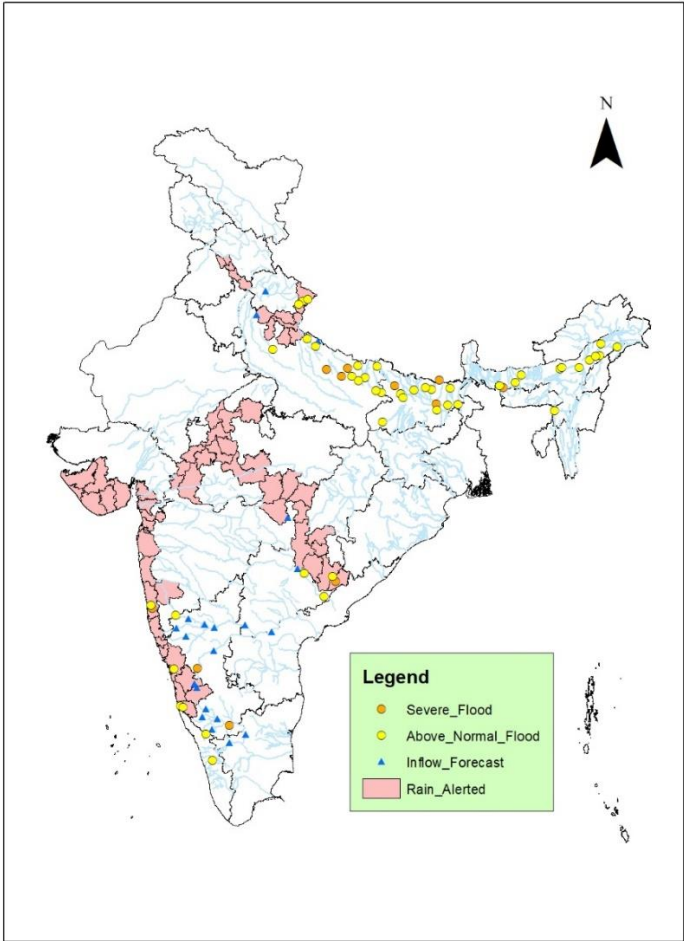 N
Legend
Severe_Flood
Above_Normal_Flood
Inflow_Forecast
Rain_Alerted